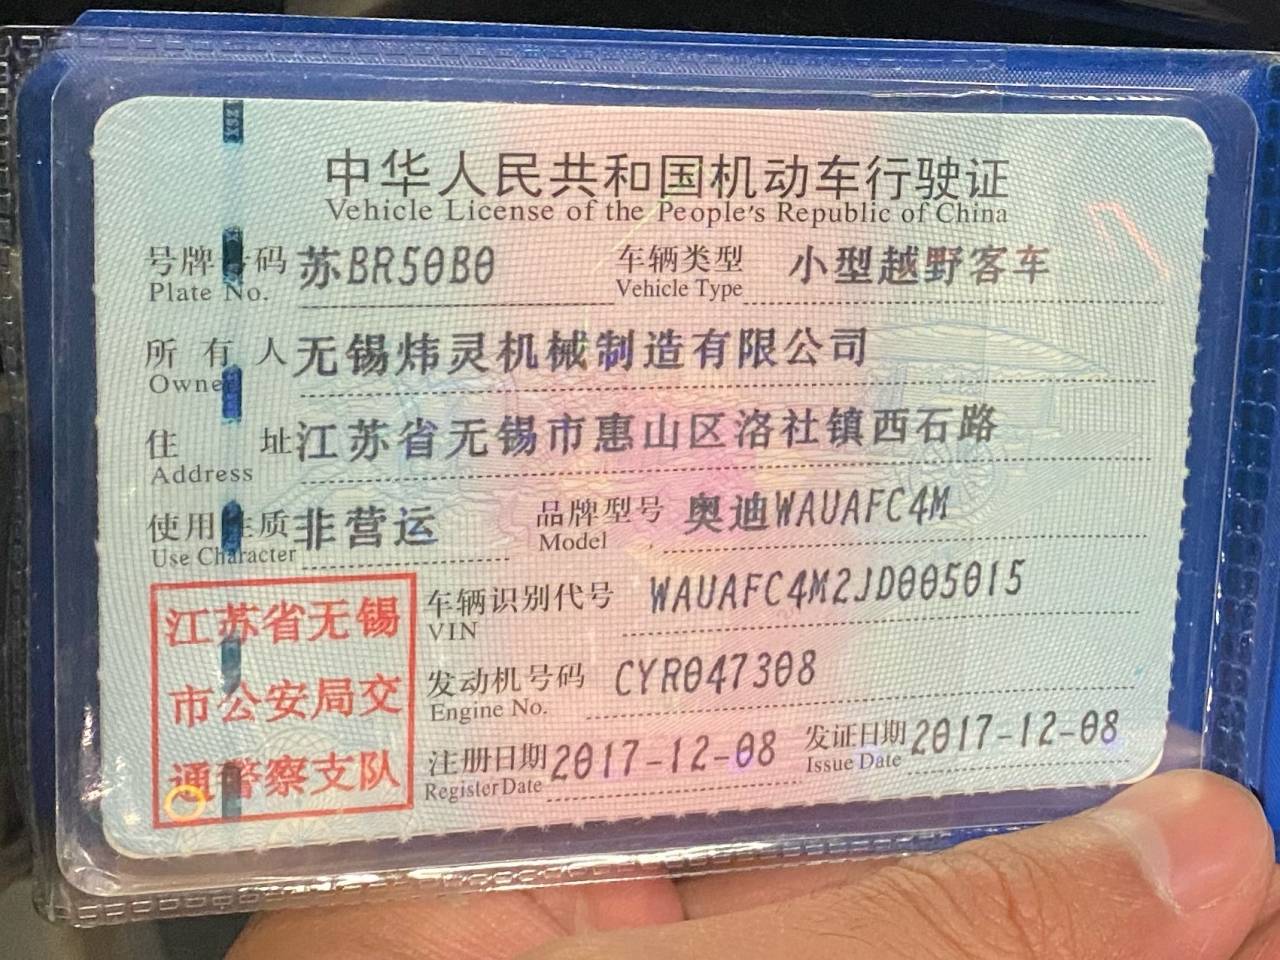 中华人民共和国机动车行驶证
Vehicle License of the People's Republic of China
号牌号码 苏BR50B0 车辆类型 小型越野客车
Plate No. Vehicle Type
所有人 无锡炜灵机械制造有限公司
Owner
住址 江苏省无锡市惠山区洛社镇西石路
Address
使用性质 非营运 品牌型号 奥迪WAUAFC4M
Use Character Model
江苏省无锡
市公安局交
通警察支队
车辆识别代号 WAUAFC4M2JD005015
VIN
发动机号码 CYR047308
Engine No.
注册日期 2017-12-08 发证日期 2017-12-08
Register Date Issue Date